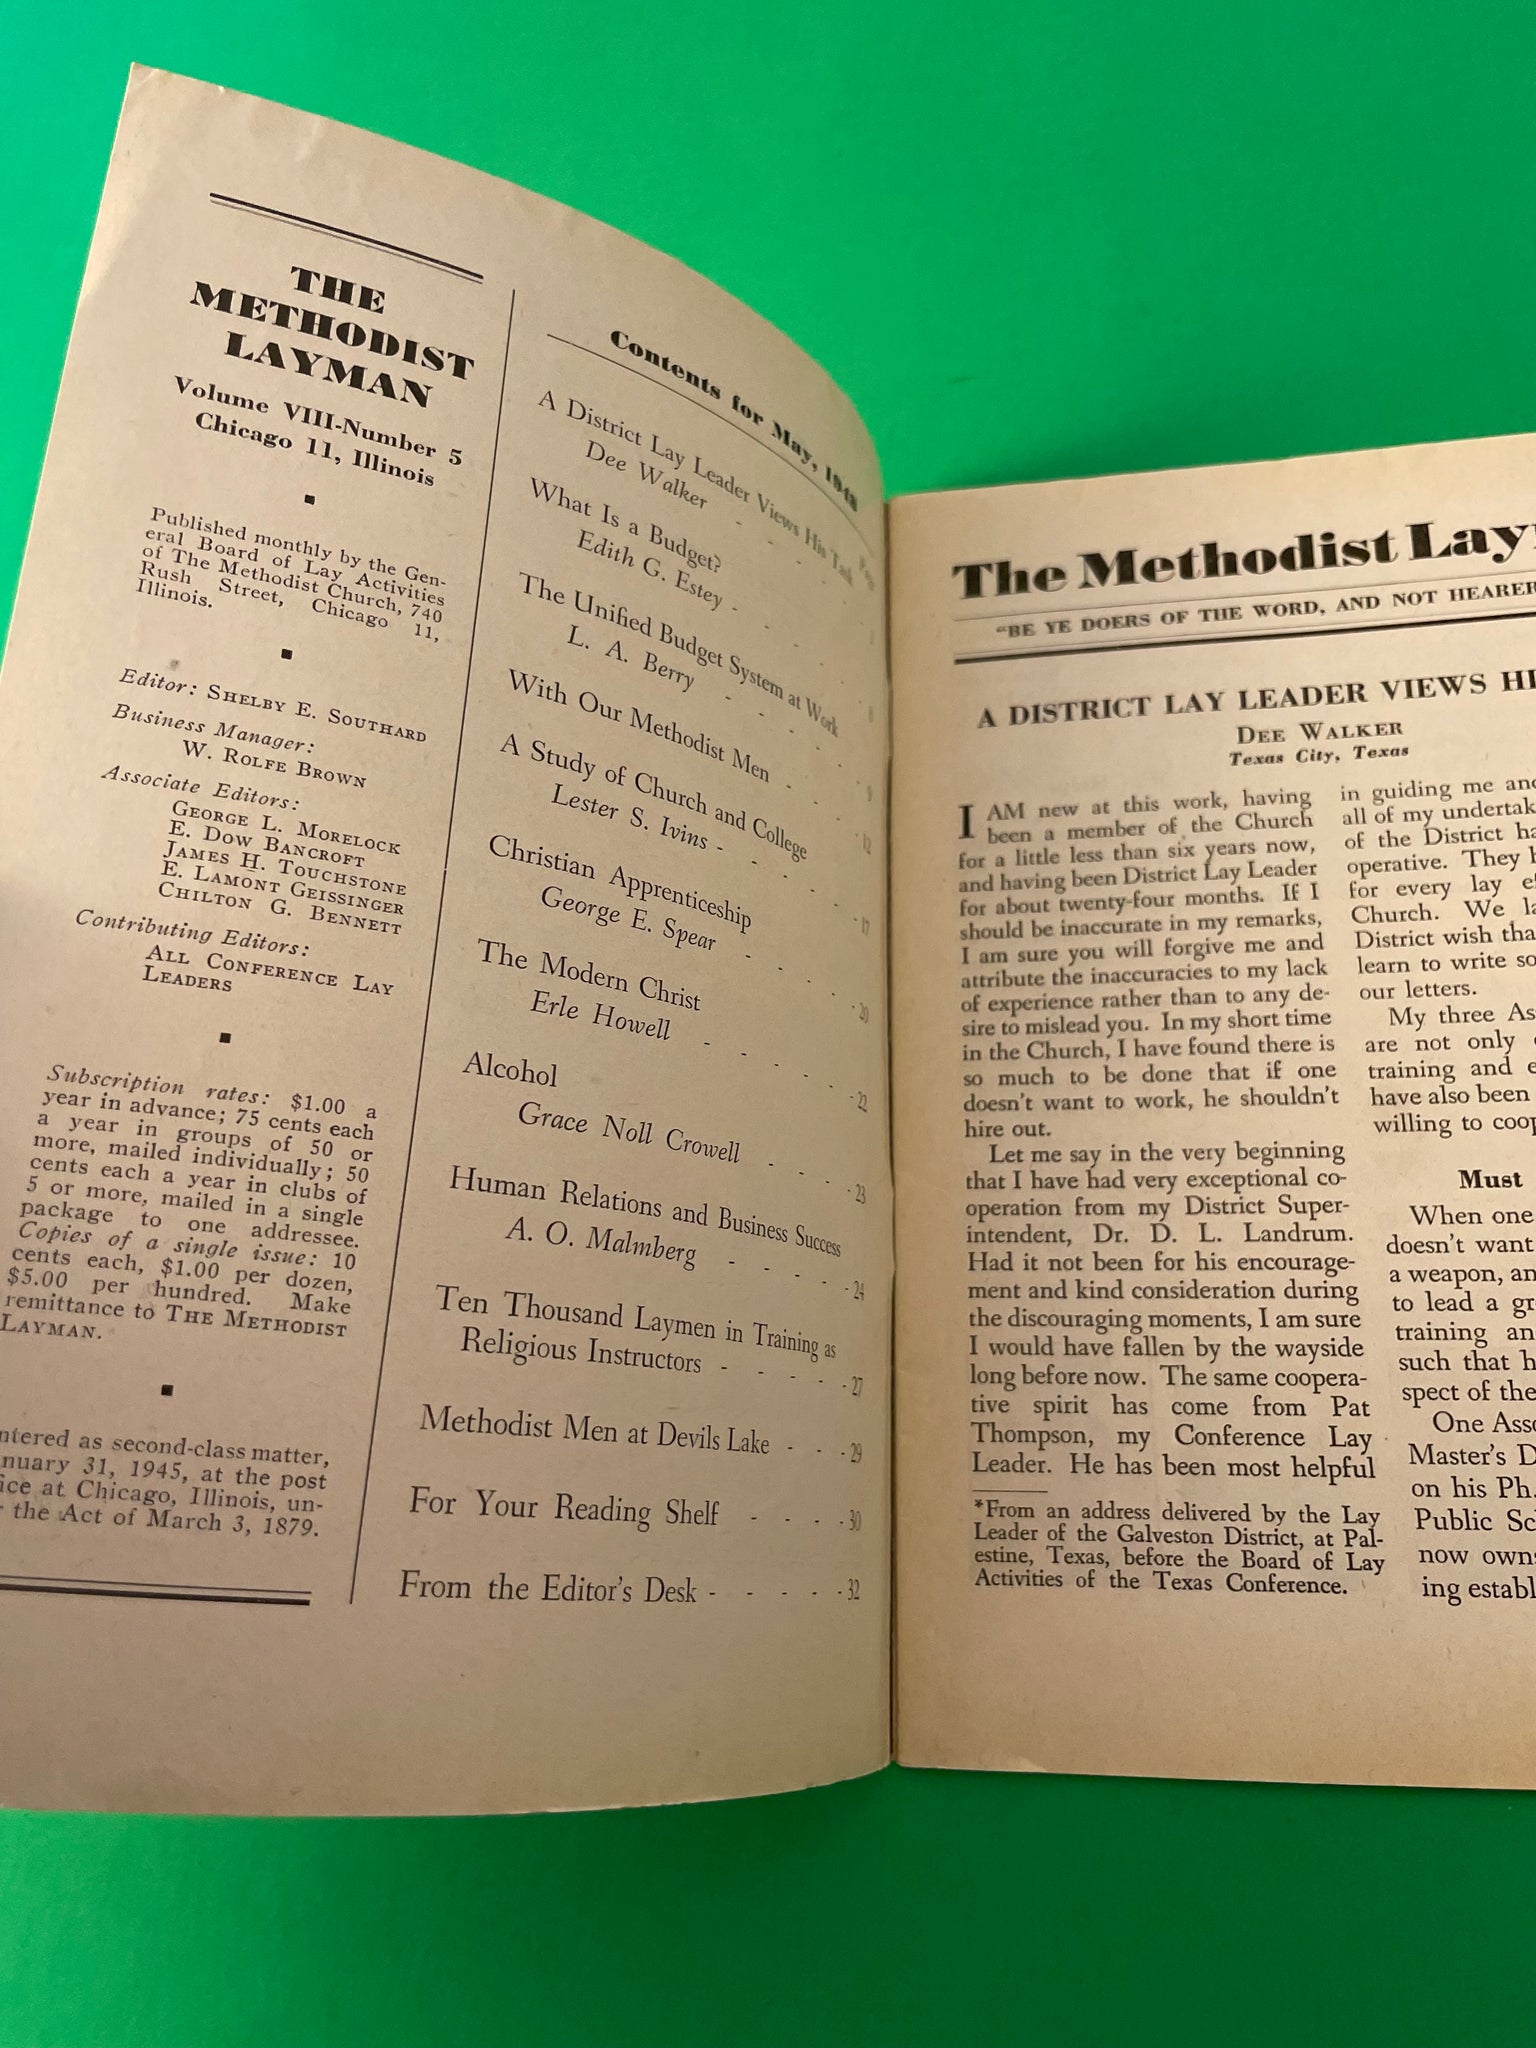 THE
METHODIST
LAYMAN
Volume VIII-Number 5
Chicago 11, Illinois
Published monthly by the Gen-
eral Board of Lay Activities
of The Methodist Church, 740
Rush Street, Chicago 11,
Illinois.
Editor: SHELBY E. SOUTHARD
Business Manager:
W. ROLFE BROWN
Associate Editors:
GEORGE L. MORELOCK
E. DOW BANCROFT
JAMES H. TOUCHSTONE
E. LAMONT GEISSINGER
CHILTON G. BENNETT
Contributing Editors:
ALL CONFERENCE LAY
LEADERS
Subscription rates: $1.00 a
year in advance; 75 cents each
a year in groups of 50 or
more, mailed individually; 50
cents each a year in clubs of
5 or more, mailed in a single
package to one addressee.
Copies of a single issue: 10
cents each, $1.00 per dozen,
$5.00 per hundred. Make
remittance to THE METHODIST
LAYMAN.
ntered as second-class matter,
nuary 31, 1945, at the post
ice at Chicago, Illinois, un-
r the Act of March 3, 1879.
Contents for May,
Page
A District Lay Leader Views His Task
Dee Walker - - -
What Is a Budget?
Edith G. Estey - - -
The Unified Budget System at Work
L. A. Berry - - - -
With Our Methodist Men - - - 9
A Study of Church and College
Lester S. Ivins - - - - - 12
Christian Apprenticeship
George E. Spear - - - - - 17
The Modern Christ
Erle Howell - - - - - 20
Alcohol - - - - 22
Grace Noll Crowell - - - - 23
Human Relations and Business Success
A. O. Malmberg - - - - - 24
Ten Thousand Laymen in Training as
Religious Instructors - - - - - 27
Methodist Men at Devils Lake - - - 29
For Your Reading Shelf - - - - 30
From the Editor's Desk - - - - - - 32
The Methodist Lay
"BE YE DOERS OF THE WORD, AND NOT HEARER
A DISTRICT LAY LEADER VIEWS HI
DEE WALKER
Texas City, Texas
I AM new at this work, having
been a member of the Church
for a little less than six years now,
and having been District Lay Leader
for about twenty-four months. If I
should be inaccurate in my remarks,
I am sure you will forgive me and
attribute the inaccuracies to my lack
of experience rather than to any de-
sire to mislead you. In my short time
in the Church, I have found there is
so much to be done that if one
doesn't want to work, he shouldn't
hire out.
Let me say in the very beginning
that I have had very exceptional co-
operation from my District Super-
intendent, Dr. D. L. Landrum.
Had it not been for his encourage-
ment and kind consideration during
the discouraging moments, I am sure
I would have fallen by the wayside
long before now. The same coopera-
tive spirit has come from Pat
Thompson, my Conference Lay
Leader. He has been most helpful
*From an address delivered by the Lay
Leader of the Galveston District, at Pal-
estine, Texas, before the Board of Lay
Activities of the Texas Conference.
in guiding me and
all of my undertak
of the District ha
operative. They h
for every lay ef
Church. We la
District wish tha
learn to write so
our letters.
My three As
are not only
training and e
have also been
willing to coop
Must
When one
doesn't want
a weapon, an
to lead a gr
training an
such that h
spect of the
One Asso
Master's D
on his Ph.
Public Sc
now own
ing establ